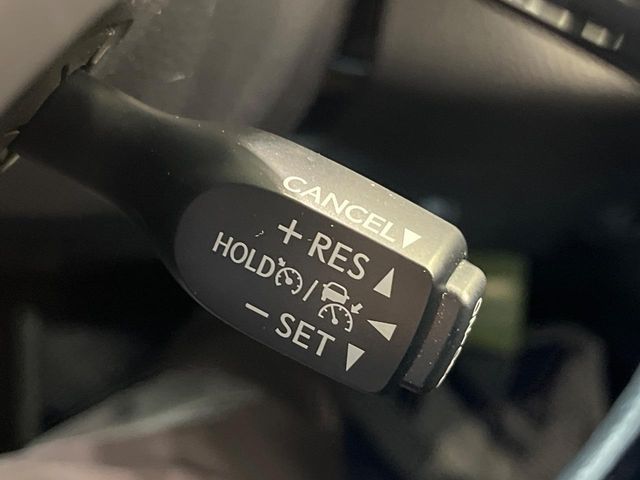 CANCEL▼
+ RES ▲
HOLD /
− SET ▼